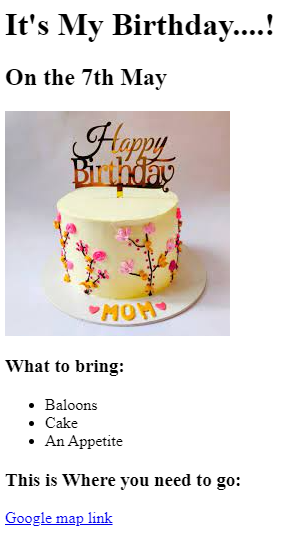 It's My Birthday....!
On the 7th May
Happy
Birthday
MOM
What to bring:
Baloons
Cake
An Appetite
This is Where you need to go:
Google map link